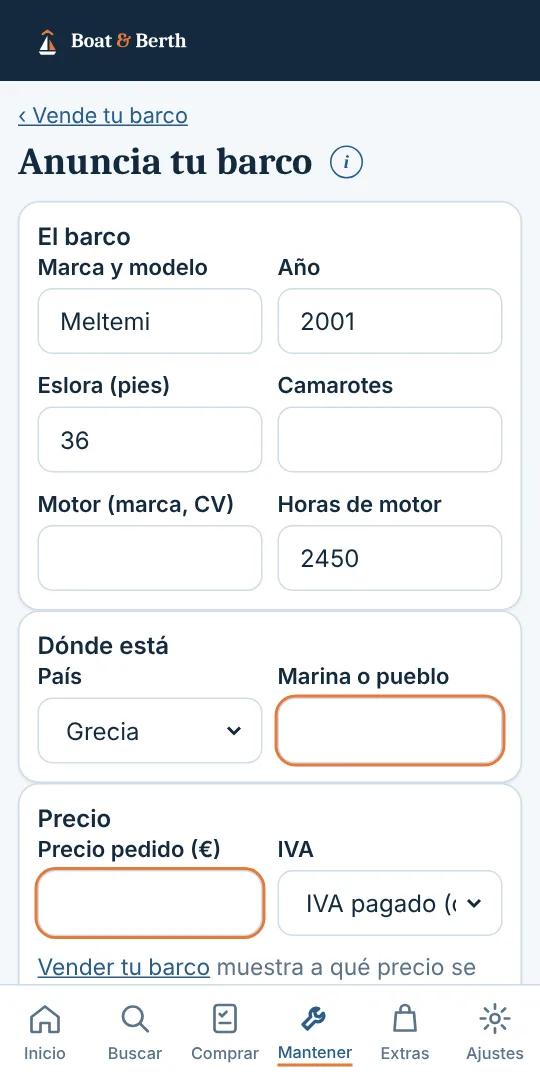 Boat & Berth
‹ Vende tu barco
Anuncia tu barco i
El barco
Marca y modelo Año
Meltemi 2001
Eslora (pies) Camarotes
36
Motor (marca, CV) Horas de motor
2450
Dónde está
País Marina o pueblo
Grecia
Precio
Precio pedido (€) IVA
IVA pagado (
Vender tu barco muestra a qué precio se
Inicio Buscar Comprar Mantener Extras Ajustes